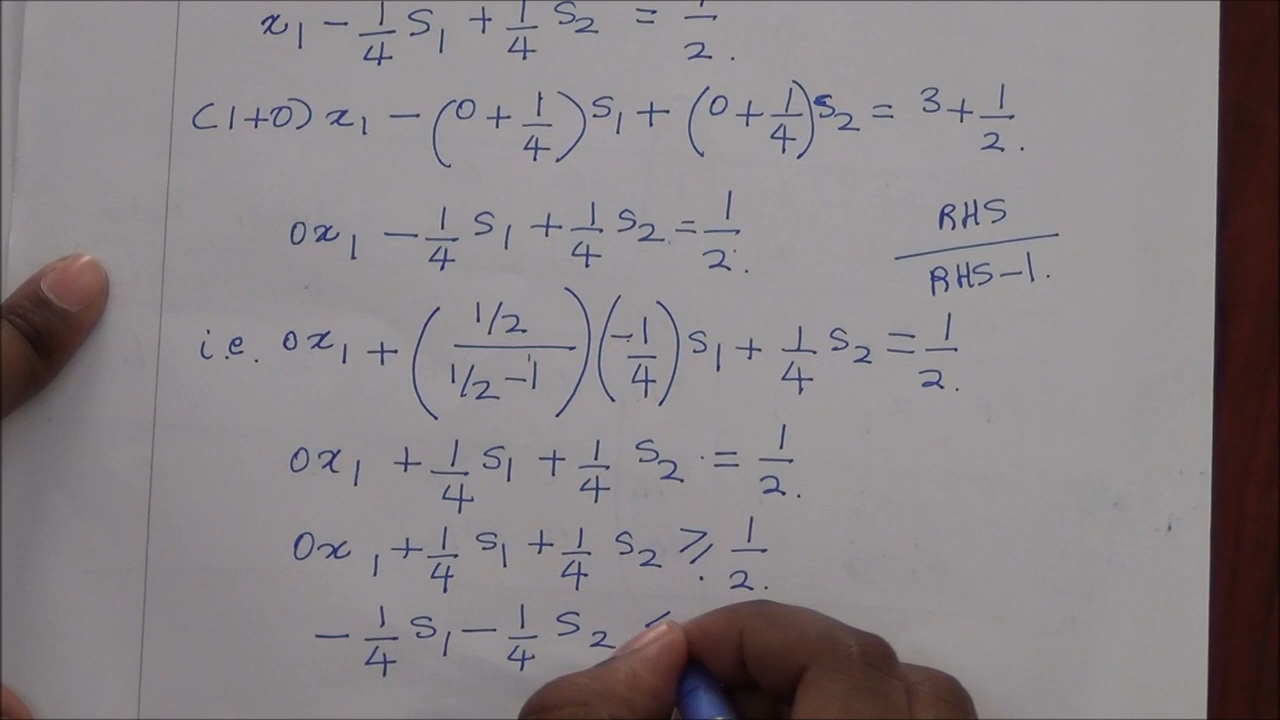 x₁ − 1/4 S₁ + 1/4 S₂ = 1/2.
(1+0) x₁ − (0 + 1/4) S₁ + (0 + 1/4) S₂ = 3 + 1/2.
0x₁ − 1/4 S₁ + 1/4 S₂ = 1/2.
RHS
RHS−1.
i.e. 0x₁ + ((1/2)/(1/2 −1)) (−1/4) S₁ + 1/4 S₂ = 1/2.
0x₁ + 1/4 S₁ + 1/4 S₂ = 1/2.
0x₁ + 1/4 S₁ + 1/4 S₂ ≥ 1/2.
− 1/4 S₁ − 1/4 S₂